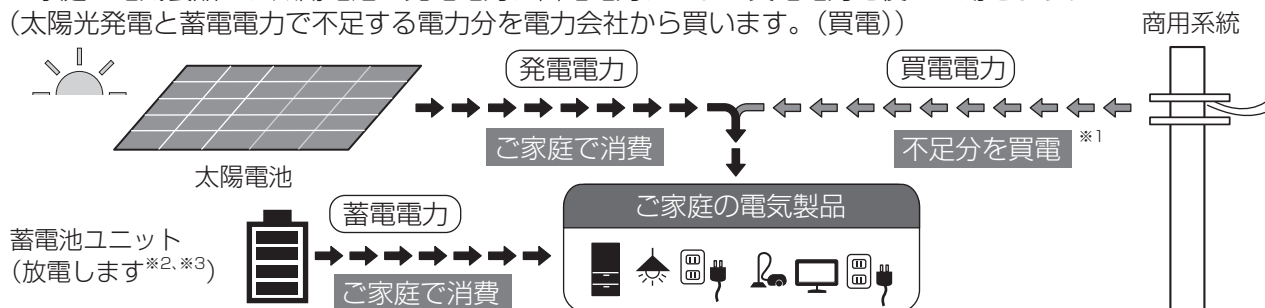 (太陽光発電と蓄電電力で不足する電力分を電力会社から買います。(買電))
商用系統
発電電力
買電電力
ご家庭で消費
不足分を買電 ※1
太陽電池
蓄電電力
ご家庭の電気製品
蓄電池ユニット
(放電します※2、※3)
ご家庭で消費